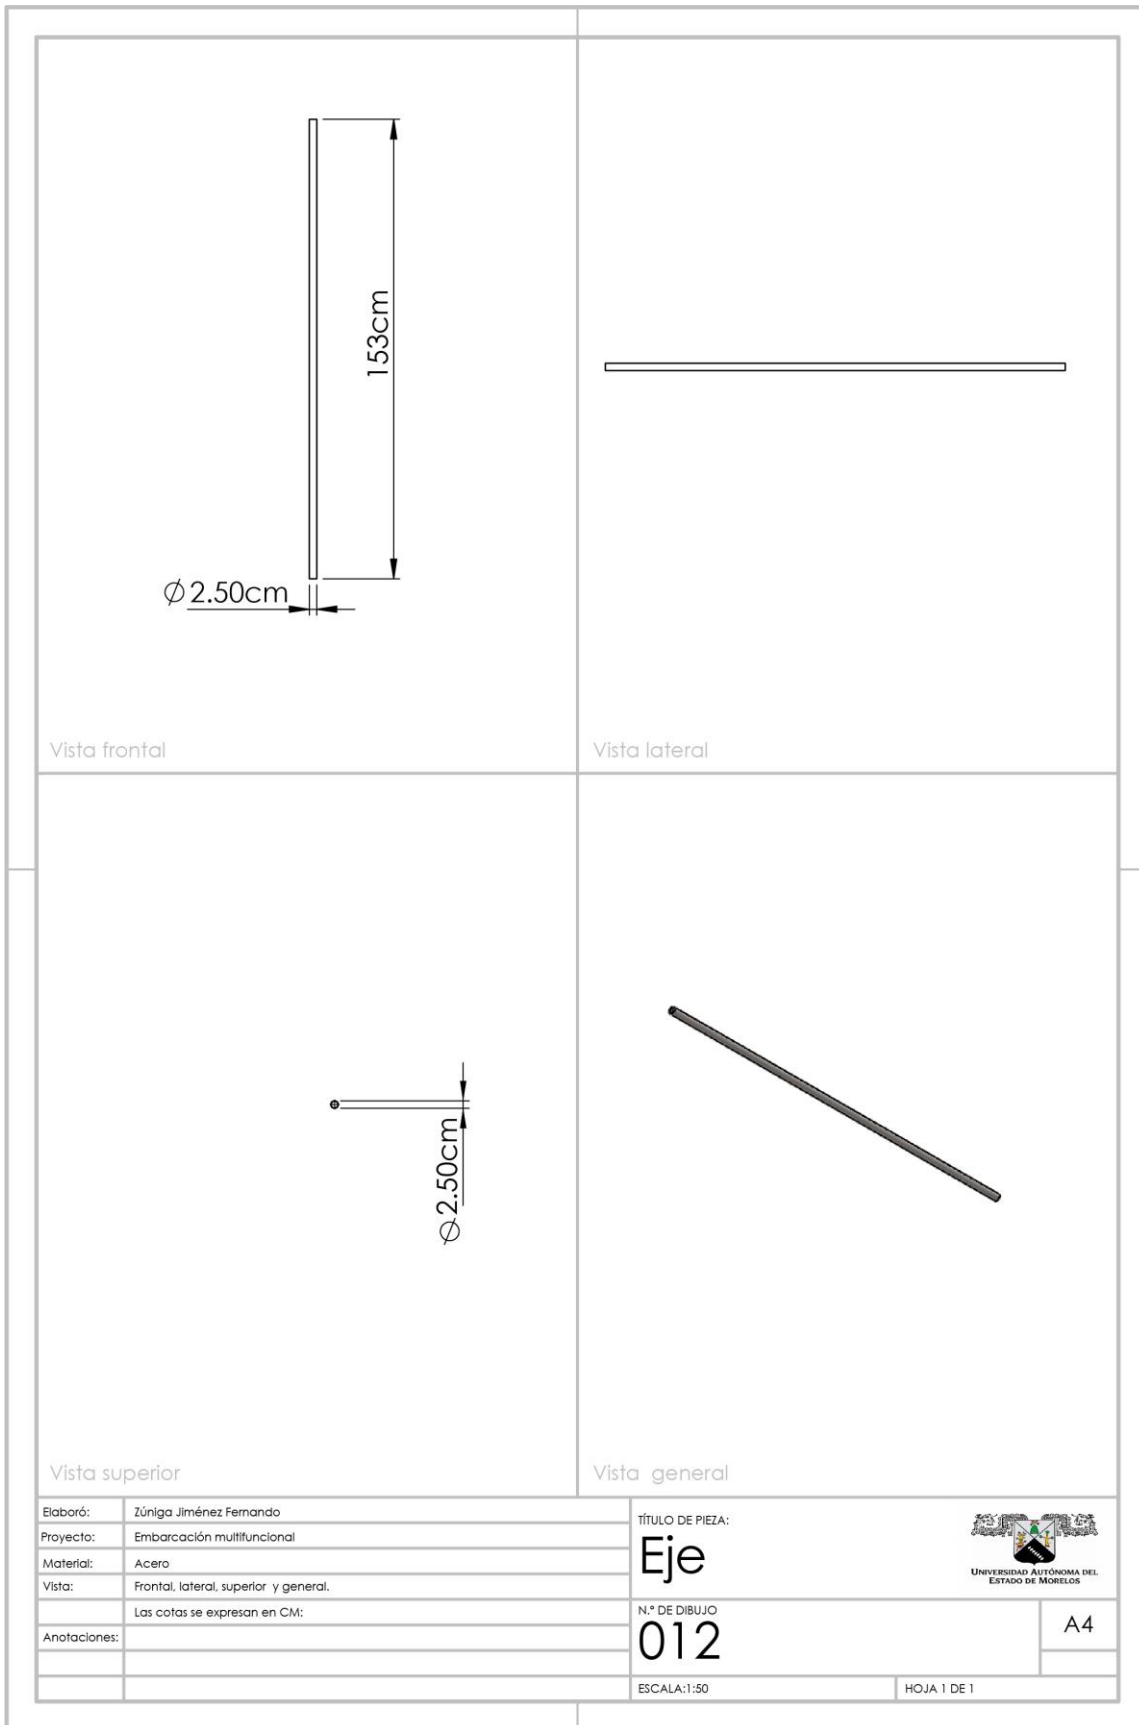 153cm
∅2.50cm
Vista frontal
Vista lateral
∅2.50cm
Vista superior
Vista general
Elaboró: Zúniga Jiménez Fernando
Proyecto: Embarcación multifuncional
Material: Acero
Vista: Frontal, lateral, superior y general.
Las cotas se expresan en CM:
Anotaciones:
TÍTULO DE PIEZA:
Eje
UNIVERSIDAD AUTÓNOMA DEL
ESTADO DE MORELOS
N.º DE DIBUJO
012
A4
ESCALA:1:50
HOJA 1 DE 1